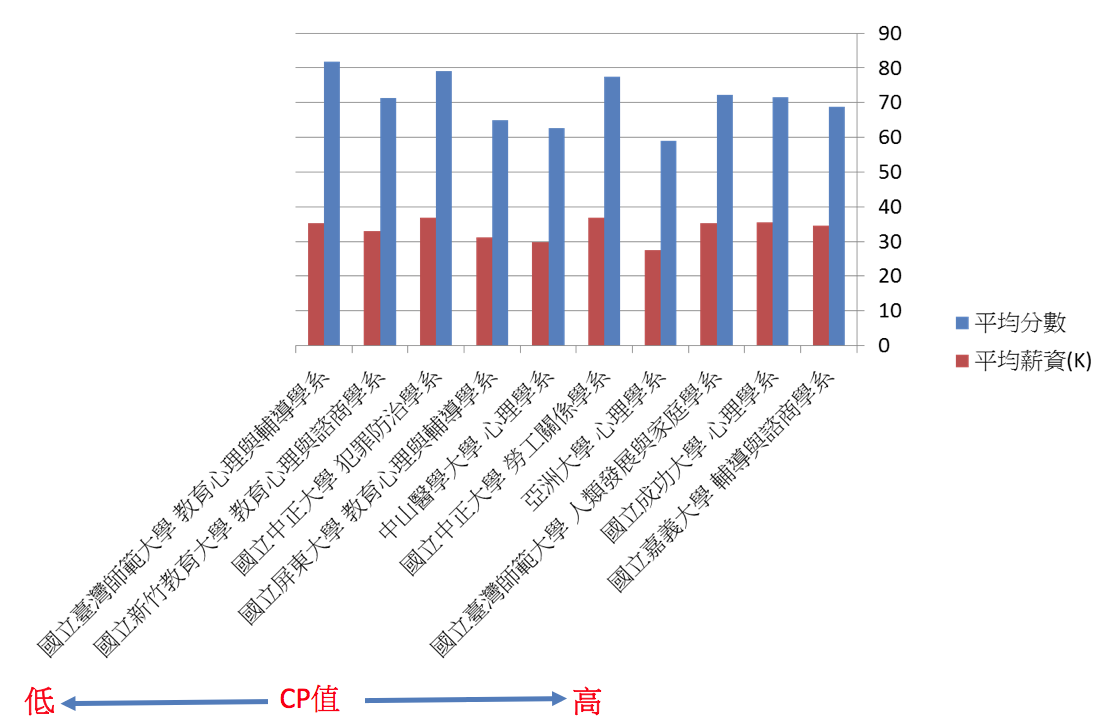 90
80
70
60
50
40
30
20
10
0
平均分數
平均薪資(K)
國立臺灣師範大學 教育心理與輔導學系
國立新竹教育大學 教育心理與諮商學系
國立中正大學 犯罪防治學系
國立屏東大學 教育心理與輔導學系
中山醫學大學 心理學系
國立中正大學 勞工關係學系
亞洲大學 心理學系
國立臺灣師範大學 人類發展與家庭學系
國立成功大學 心理學系
國立嘉義大學 輔導與諮商學系
低 CP值 高